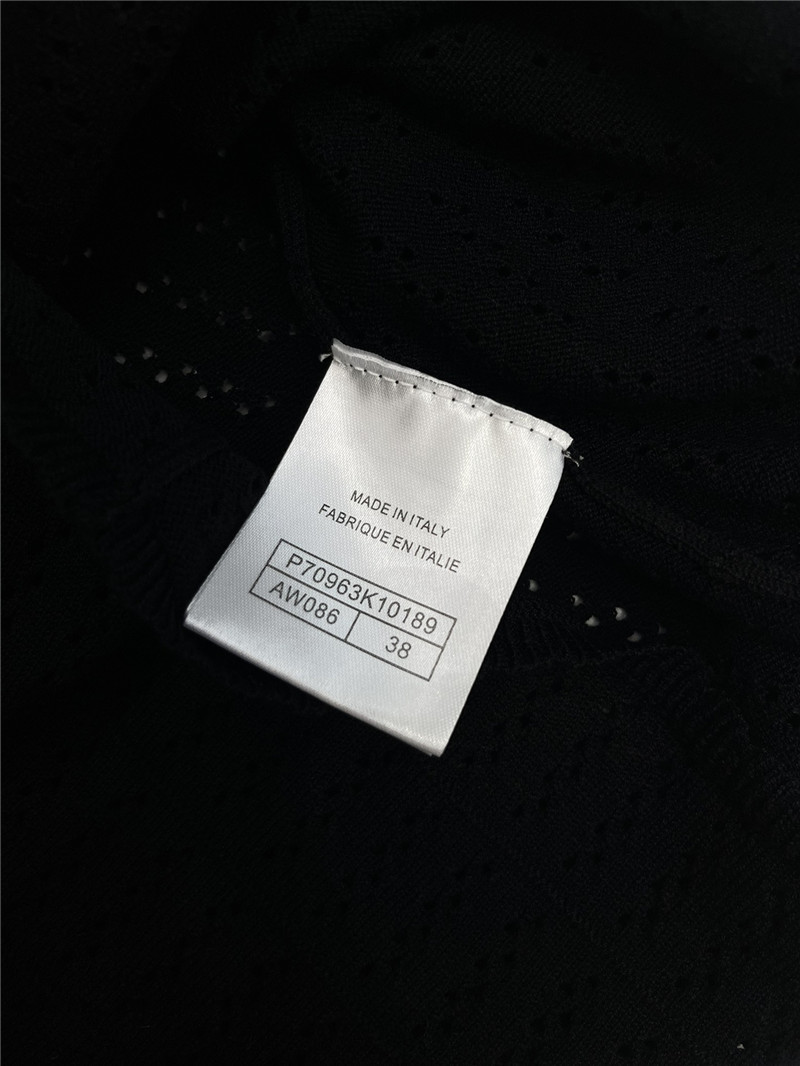 MADE IN ITALY
FABRIQUE EN ITALIE
P70963K10189
AW086 38